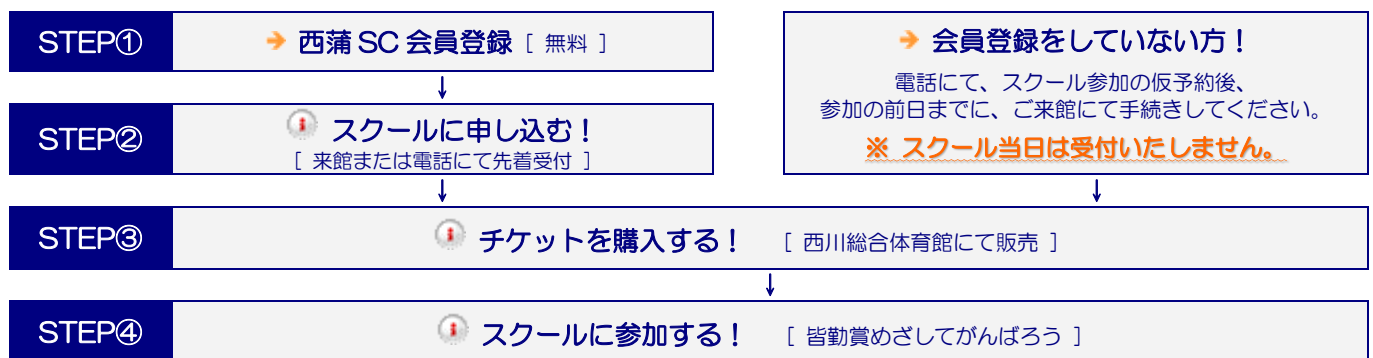 STEP①
西蒲 SC 会員登録 [ 無料 ]
STEP②
スクールに申し込む！
[ 来館または電話にて先着受付 ]
会員登録をしていない方！
電話にて、スクール参加の仮予約後、
参加の前日までに、ご来館にて手続きしてください。
※ スクール当日は受付いたしません。
STEP③
チケットを購入する！ [ 西川総合体育館にて販売 ]
STEP④
スクールに参加する！ [ 皆勤賞めざしてがんばろう ]